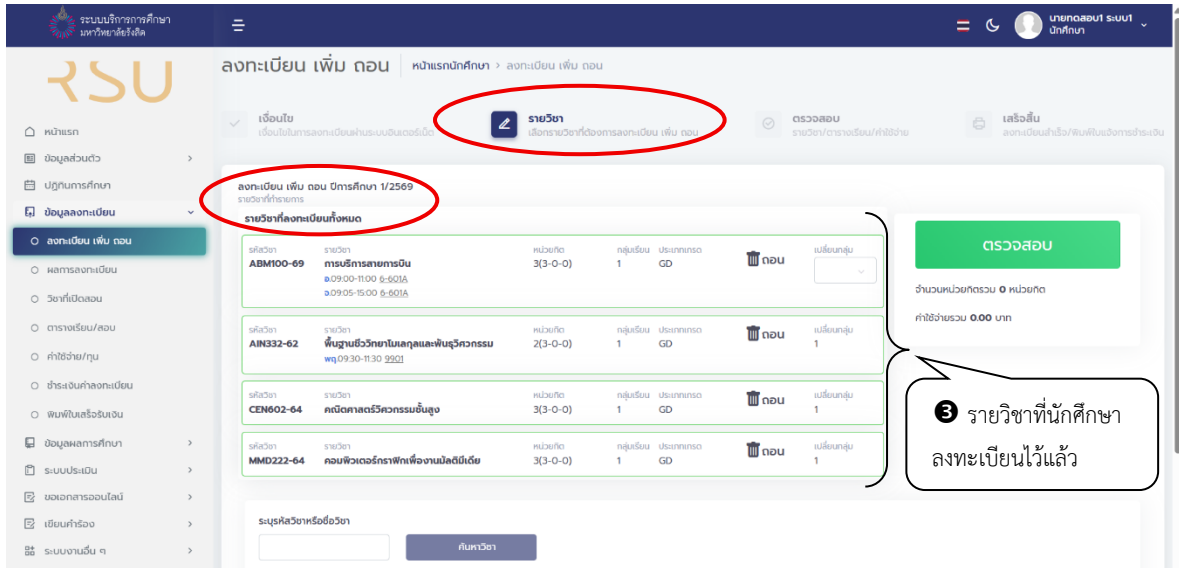 ระบบบริการการศึกษา
มหาวิทยาลัยรังสิต
นายทดสอบ1 ระบบ1
นักศึกษา
RSU
หน้าแรก
ข้อมูลส่วนตัว
ปฏิทินการศึกษา
ข้อมูลลงทะเบียน
ลงทะเบียน เพิ่ม ถอน
ผลการลงทะเบียน
วิชาที่เปิดสอน
ตารางเรียน/สอบ
ค่าใช้จ่าย/ทุน
ชำระเงินค่าลงทะเบียน
พิมพ์ใบเสร็จรับเงิน
ข้อมูลผลการศึกษา
ระบบประเมิน
ขอเอกสารออนไลน์
เขียนคำร้อง
ระบบงานอื่น ๆ
ลงทะเบียน เพิ่ม ถอน หน้าแรกนักศึกษา > ลงทะเบียน เพิ่ม ถอน
เงื่อนไข
เงื่อนไขในการลงทะเบียนผ่านระบบอินเตอร์เน็ต
รายวิชา
เลือกรายวิชาที่ต้องการลงทะเบียน เพิ่ม ถอน
ตรวจสอบ
รายวิชา/ตารางเรียน/ค่าใช้จ่าย
เสร็จสิ้น
ลงทะเบียนสำเร็จ/พิมพ์ใบแจ้งการชำระเงิน
ลงทะเบียน เพิ่ม ถอน ปีการศึกษา 1/2569
รายวิชาที่ทำรายการ
รายวิชาที่ลงทะเบียนทั้งหมด
รหัสวิชา รายวิชา หน่วยกิต กลุ่มเรียน ประเภทเกรด เปลี่ยนกลุ่ม
ABM100-69 การบริการสายการบิน 3(3-0-0) 1 GD ถอน
อ.09:00-11:00 6-601A
จ.09:05-15:00 6-601A
รหัสวิชา รายวิชา หน่วยกิต กลุ่มเรียน ประเภทเกรด เปลี่ยนกลุ่ม
AIN332-62 พื้นฐานชีววิทยาโมเลกุลและพันธุวิศวกรรม 2(3-0-0) 1 GD ถอน 1
พฤ.09:30-11:30 9901
รหัสวิชา รายวิชา หน่วยกิต กลุ่มเรียน ประเภทเกรด เปลี่ยนกลุ่ม
CEN602-64 คณิตศาสตร์วิศวกรรมชั้นสูง 3(3-0-0) 1 GD ถอน 1
รหัสวิชา รายวิชา หน่วยกิต กลุ่มเรียน ประเภทเกรด เปลี่ยนกลุ่ม
MMD222-64 คอมพิวเตอร์กราฟิกเพื่องานมัลติมีเดีย 3(3-0-0) 1 GD ถอน 1
ตรวจสอบ
จำนวนหน่วยกิตรวม 0 หน่วยกิต
ค่าใช้จ่ายรวม 0.00 บาท
❸ รายวิชาที่นักศึกษา
ลงทะเบียนไว้แล้ว
ระบุรหัสวิชาหรือชื่อวิชา
ค้นหาวิชา